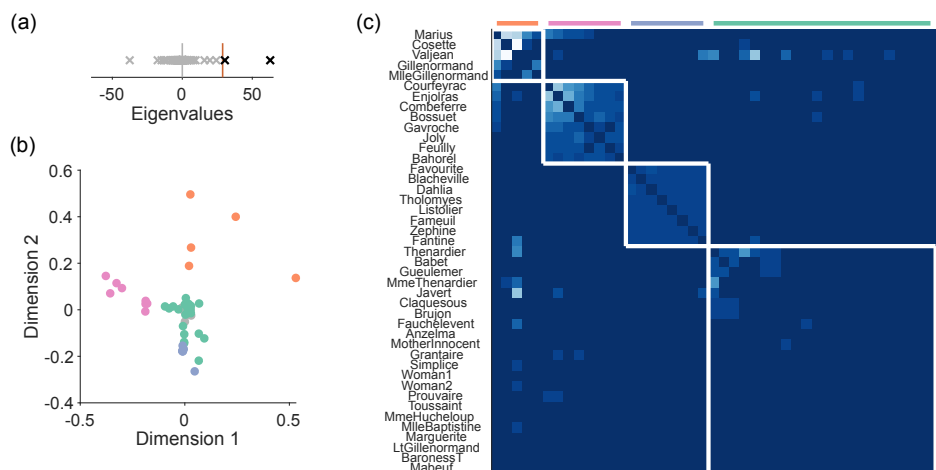 (a)
-50
0
50
Eigenvalues
(b)
0.6
0.4
0.2
0
-0.2
-0.4
Dimension 2
-0.5
0
0.5
Dimension 1
(c)
Marius
Cosette
Valjean
Gillenormand
MlleGillenormand
Courfeyrac
Enjolras
Combeferre
Bossuet
Gavroche
Joly
Feuilly
Bahorel
Favourite
Blacheville
Dahlia
Tholomyes
Listolier
Fameuil
Zephine
Fantine
Thenardier
Babet
Gueulemer
MmeThenardier
Javert
Claquesous
Brujon
Fauchelevent
Anzelma
MotherInnocent
Grantaire
Simplice
Woman1
Woman2
Prouvaire
Toussaint
MmeHucheloup
MlleBaptistine
Marguerite
LtGillenormand
BaronessT
Mabeuf